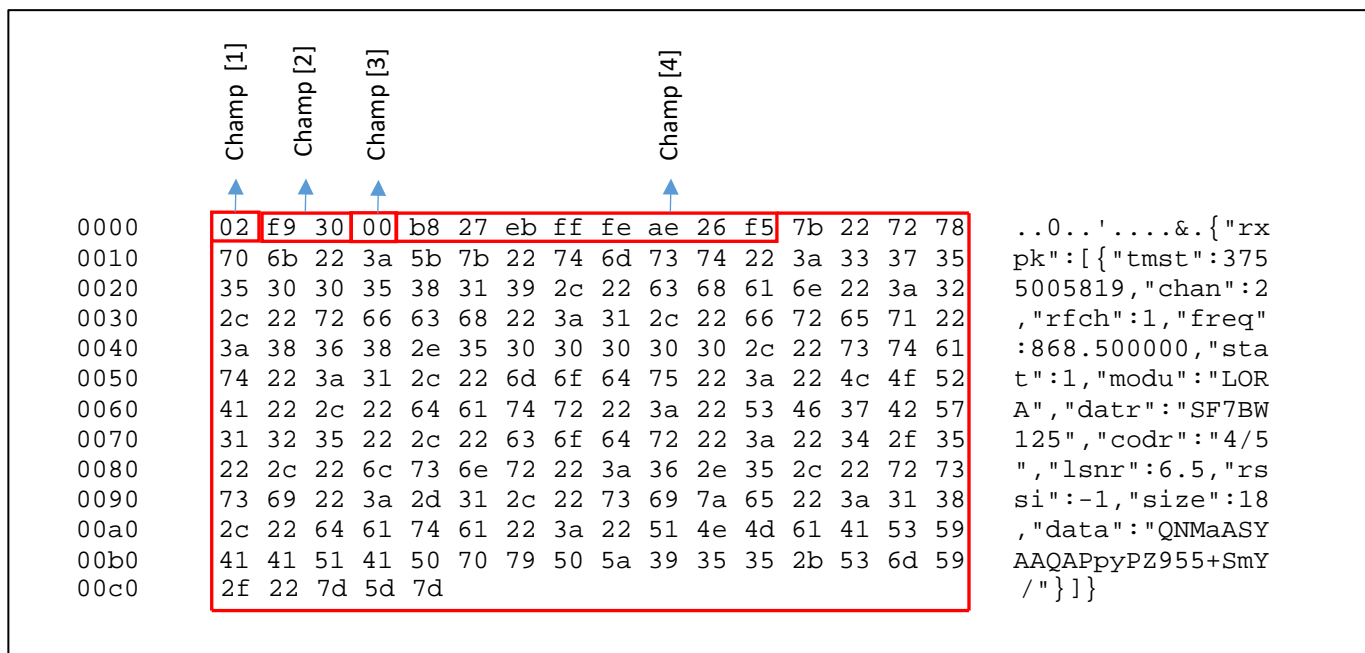 Champ [1] Champ [2] Champ [3] Champ [4]
0000 02 f9 30 00 b8 27 eb ff fe ae 26 f5 7b 22 72 78 ..0..'....&.{"rx
0010 70 6b 22 3a 5b 7b 22 74 6d 73 74 22 3a 33 37 35 pk":[{"tmst":375
0020 35 30 30 35 38 31 39 2c 22 63 68 61 6e 22 3a 32 5005819,"chan":2
0030 2c 22 72 66 63 68 22 3a 31 2c 22 66 72 65 71 22 ,"rfch":1,"freq"
0040 3a 38 36 38 2e 35 30 30 30 30 30 2c 22 73 74 61 :868.500000,"sta
0050 74 22 3a 31 2c 22 6d 6f 64 75 22 3a 22 4c 4f 52 t":1,"modu":"LOR
0060 41 22 2c 22 64 61 74 72 22 3a 22 53 46 37 42 57 A","datr":"SF7BW
0070 31 32 35 22 2c 22 63 6f 64 72 22 3a 22 34 2f 35 125","codr":"4/5
0080 22 2c 22 6c 73 6e 72 22 3a 36 2e 35 2c 22 72 73 ","lsnr":6.5,"rs
0090 73 69 22 3a 2d 31 2c 22 73 69 7a 65 22 3a 31 38 si":-1,"size":18
00a0 2c 22 64 61 74 61 22 3a 22 51 4e 4d 61 41 53 59 ,"data":"QNMaASY
00b0 41 41 51 41 50 70 79 50 5a 39 35 35 2b 53 6d 59 AAQAPpyPZ955+SmY
00c0 2f 22 7d 5d 7d /"}]}